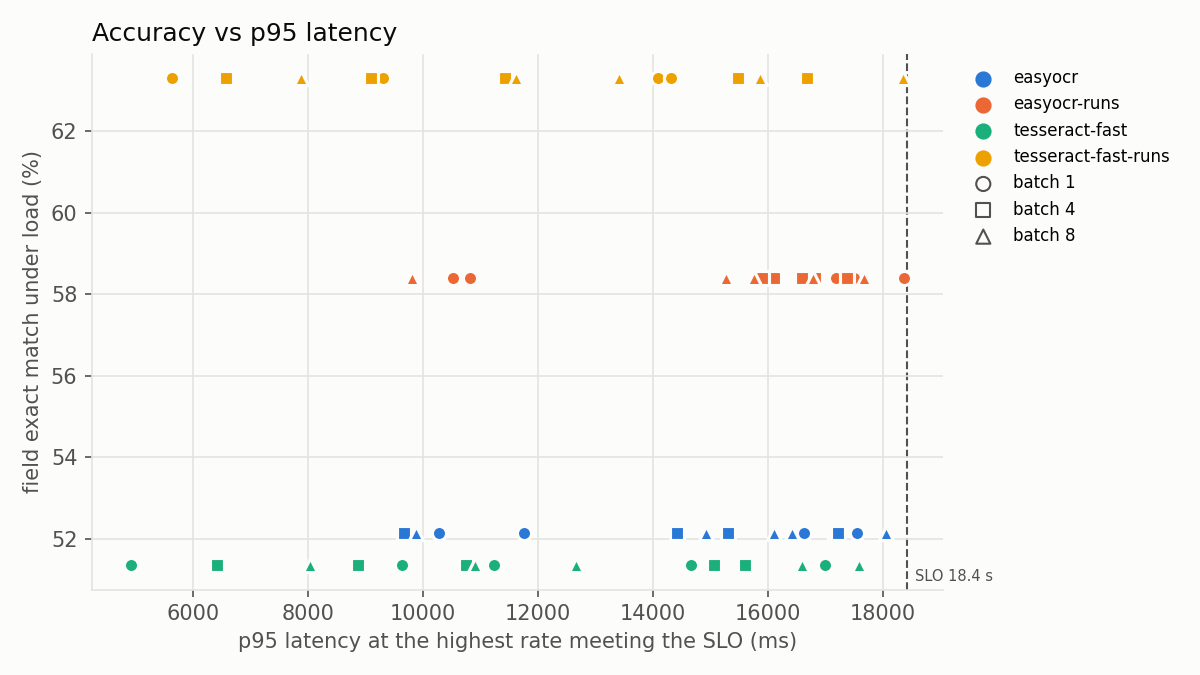 Accuracy vs p95 latency
field exact match under load (%)
62
60
58
56
54
52
6000
8000
10000
12000
14000
16000
18000
p95 latency at the highest rate meeting the SLO (ms)
SLO 18.4 s
easyocr
easyocr-runs
tesseract-fast
tesseract-fast-runs
batch 1
batch 4
batch 8